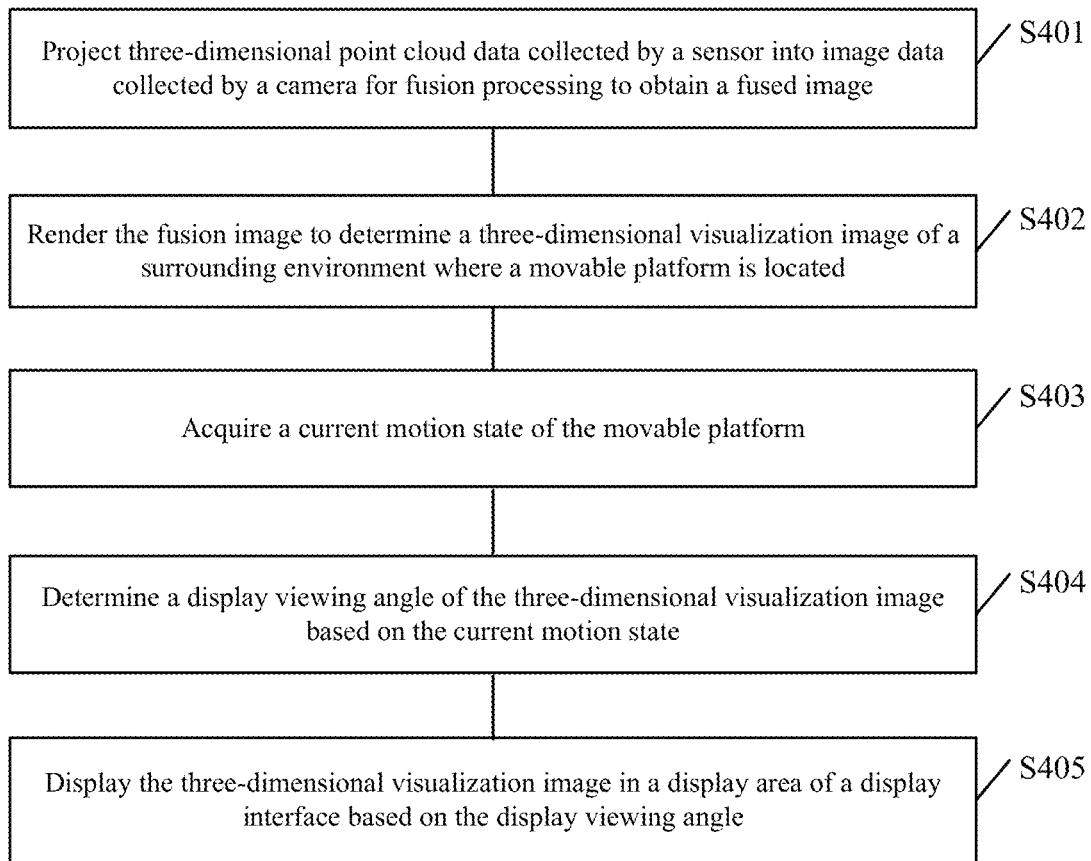 Project three-dimensional point cloud data collected by a sensor into image data
collected by a camera for fusion processing to obtain a fused image
S401
Render the fusion image to determine a three-dimensional visualization image of a
surrounding environment where a movable platform is located
S402
Acquire a current motion state of the movable platform
S403
Determine a display viewing angle of the three-dimensional visualization image
based on the current motion state
S404
Display the three-dimensional visualization image in a display area of a display
interface based on the display viewing angle
S405